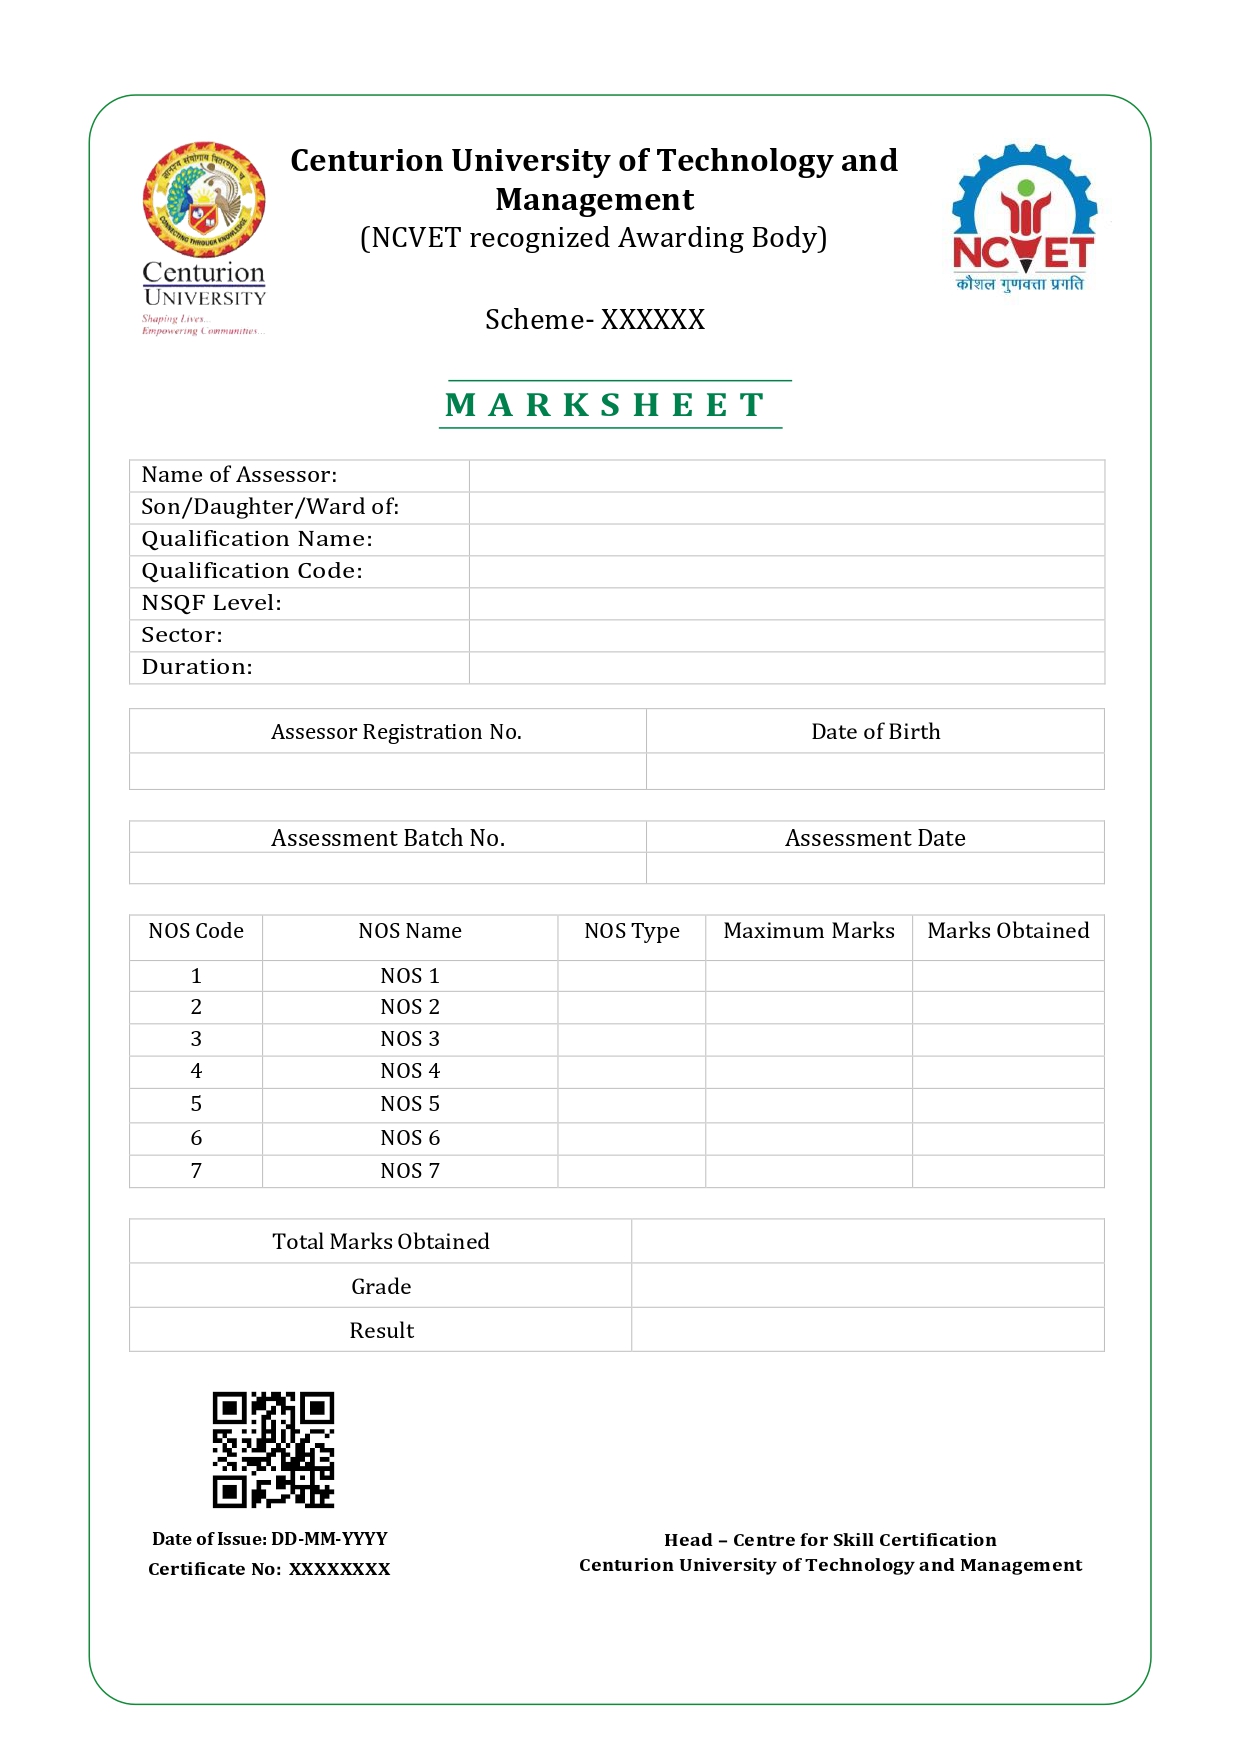 Centurion University of Technology and
Management
(NCVET recognized Awarding Body)
CONNECTING THROUGH KNOWLEDGE
Centurion
UNIVERSITY
Shaping Lives...
Empowering Communities...
NCVET
कौशल गुणवत्ता प्रगति
Scheme- XXXXXX
MARKSHEET
Name of Assessor:
Son/Daughter/Ward of:
Qualification Name:
Qualification Code:
NSQF Level:
Sector:
Duration:
Assessor Registration No. Date of Birth
Assessment Batch No. Assessment Date
NOS Code NOS Name NOS Type Maximum Marks Marks Obtained
1 NOS 1
2 NOS 2
3 NOS 3
4 NOS 4
5 NOS 5
6 NOS 6
7 NOS 7
Total Marks Obtained
Grade
Result
Date of Issue: DD-MM-YYYY
Certificate No: XXXXXXXX
Head – Centre for Skill Certification
Centurion University of Technology and Management